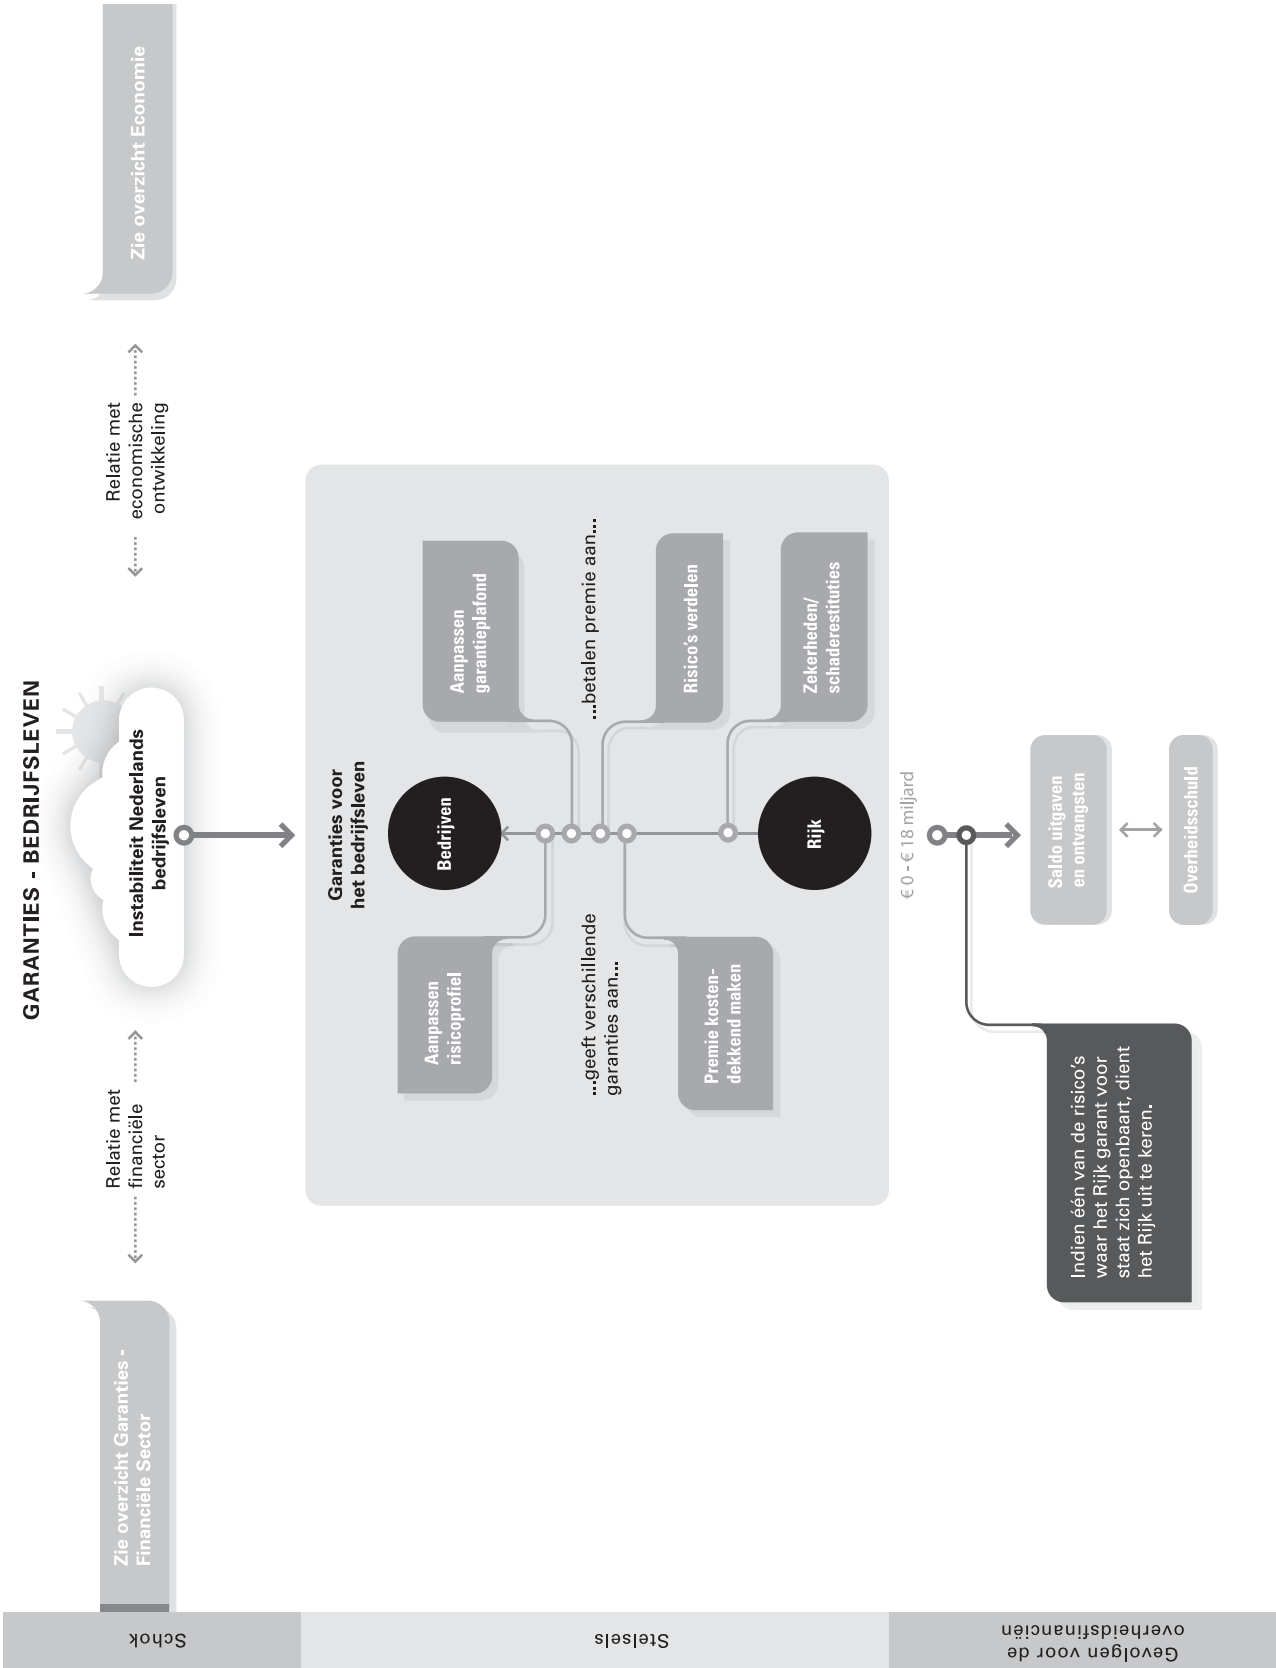 GARANTIES - BEDRIJFSLEVEN
Schok
Zie overzicht Garanties -
Financiële Sector
Relatie met
financiële
sector
Instabiliteit Nederlands
bedrijfsleven
Relatie met
economische
ontwikkeling
Zie overzicht Economie
Stelsels
Garanties voor
het bedrijfsleven
Bedrijven
Aanpassen
risicoprofiel
Aanpassen
garantieplafond
...geeft verschillende
garanties aan...
...betalen premie aan...
Premie kosten-
dekkend maken
Risico's verdelen
Zekerheden/
schaderestituties
Rijk
€ 0 - € 18 miljard
Gevolgen voor de
overheidsfinanciën
Indien één van de risico's
waar het Rijk garant voor
staat zich openbaart, dient
het Rijk uit te keren.
Saldo uitgaven
en ontvangsten
Overheidsschuld